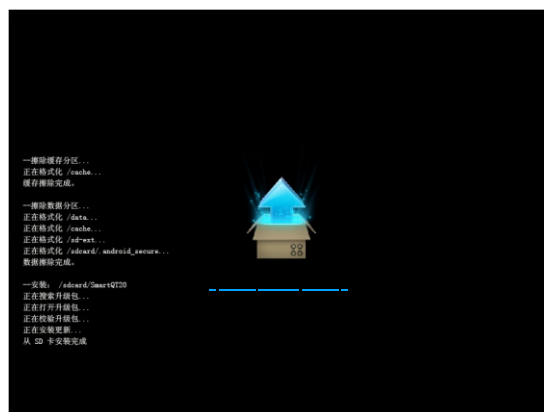 --擦除缓存分区...
正在格式化 /cache...
缓存擦除完成。
--擦除数据分区...
正在格式化 /data...
正在格式化 /cache...
正在格式化 /sd-ext...
正在格式化 /sdcard/.android_secure...
数据擦除完成。
--安装: /sdcard/SmartQT20
正在搜索升级包...
正在打开升级包...
正在校验升级包...
正在安装更新...
从 SD 卡安装完成